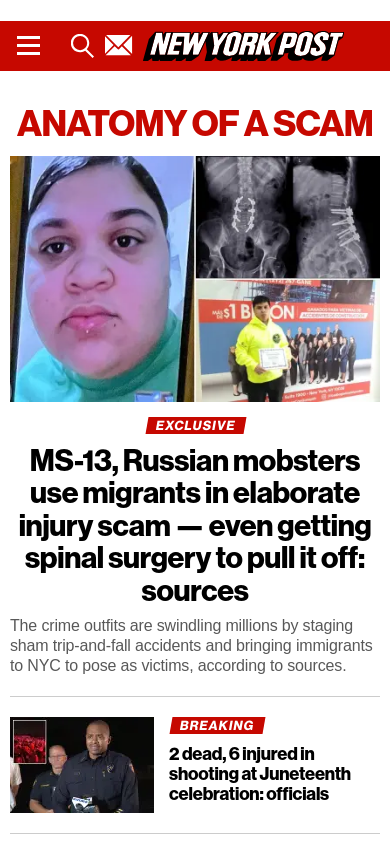 NEW YORK POST
ANATOMY OF A SCAM
MÁS DE $1 BILLÓN
EXCLUSIVE
MS-13, Russian mobsters
use migrants in elaborate
injury scam — even getting
spinal surgery to pull it off:
sources
The crime outfits are swindling millions by staging
sham trip-and-fall accidents and bringing immigrants
to NYC to pose as victims, according to sources.
BREAKING
2 dead, 6 injured in
shooting at Juneteenth
celebration: officials